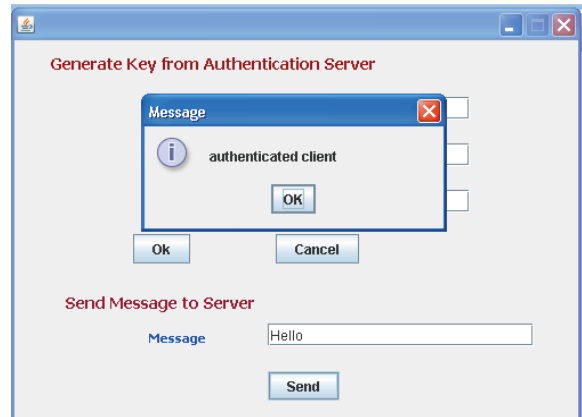 Generate Key from Authentication Server
Message
authenticated client
OK
Ok Cancel
Send Message to Server
Message Hello
Send